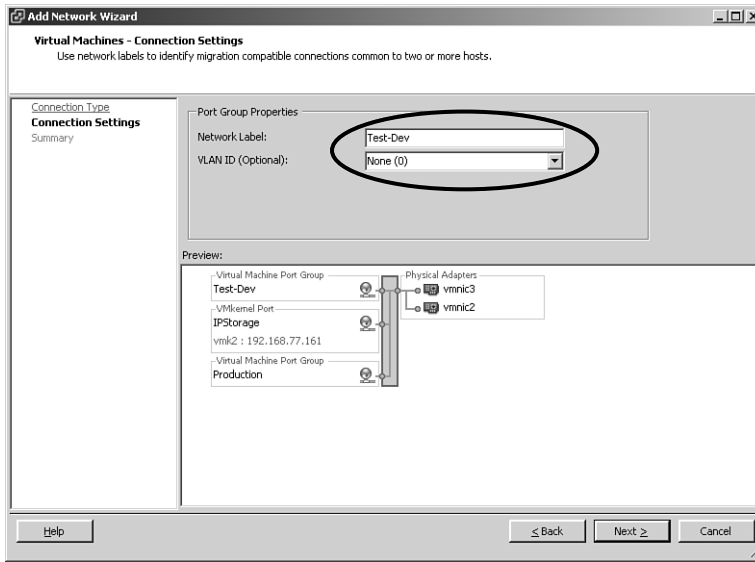 Add Network Wizard
Virtual Machines - Connection Settings
Use network labels to identify migration compatible connections common to two or more hosts.
Connection Type
Connection Settings
Summary
Port Group Properties
Network Label:
Test-Dev
VLAN ID (Optional):
None (0)
Preview:
Virtual Machine Port Group
Test-Dev
VMkernel Port
IPStorage
vmk2 : 192.168.77.161
Virtual Machine Port Group
Production
Physical Adapters
vmnic3
vmnic2
Help
< Back
Next >
Cancel